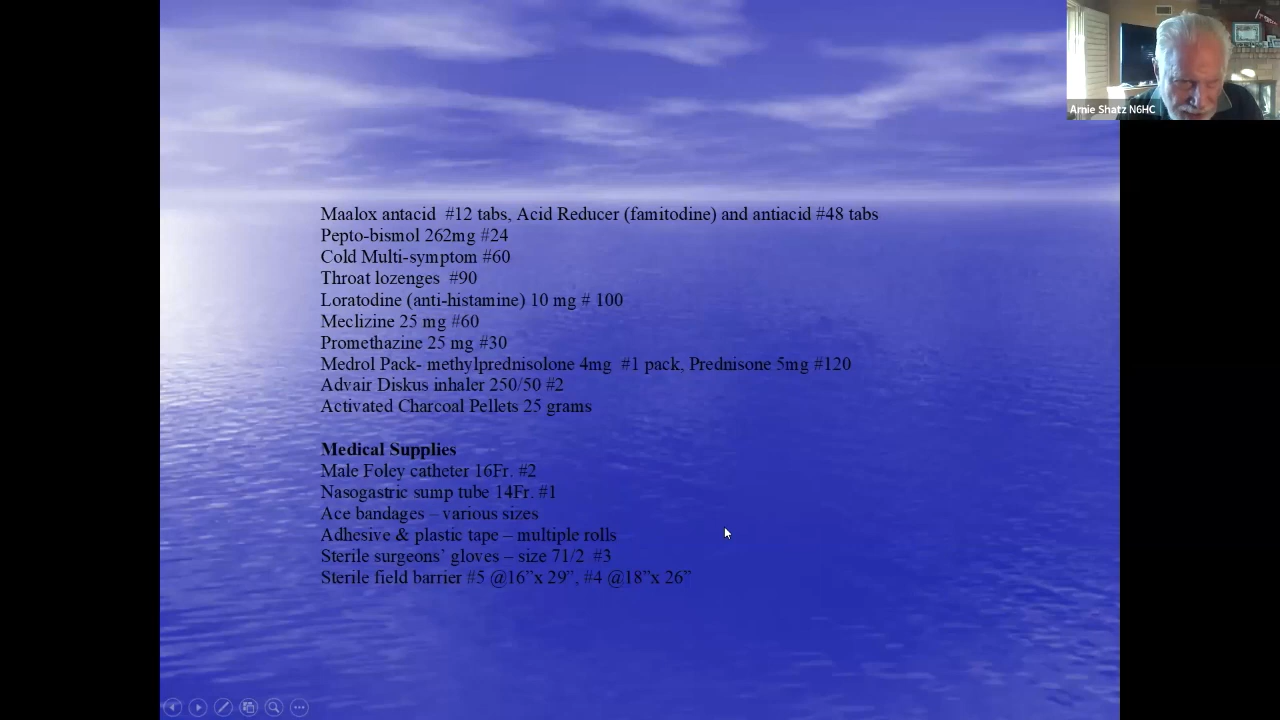 Arnie Shatz N6HC
Maalox antacid  #12 tabs, Acid Reducer (famitodine) and antiacid #48 tabs
Pepto-bismol 262mg #24
Cold Multi-symptom #60
Throat lozenges  #90
Loratodine (anti-histamine) 10 mg # 100
Meclizine 25 mg #60
Promethazine 25 mg #30
Medrol Pack- methylprednisolone 4mg  #1 pack, Prednisone 5mg #120
Advair Diskus inhaler 250/50 #2
Activated Charcoal Pellets 25 grams
Medical Supplies
Male Foley catheter 16Fr. #2
Nasogastric sump tube 14Fr. #1
Ace bandages – various sizes
Adhesive & plastic tape – multiple rolls
Sterile surgeons’ gloves – size 71/2  #3
Sterile field barrier #5 @16”x 29”, #4 @18”x 26”